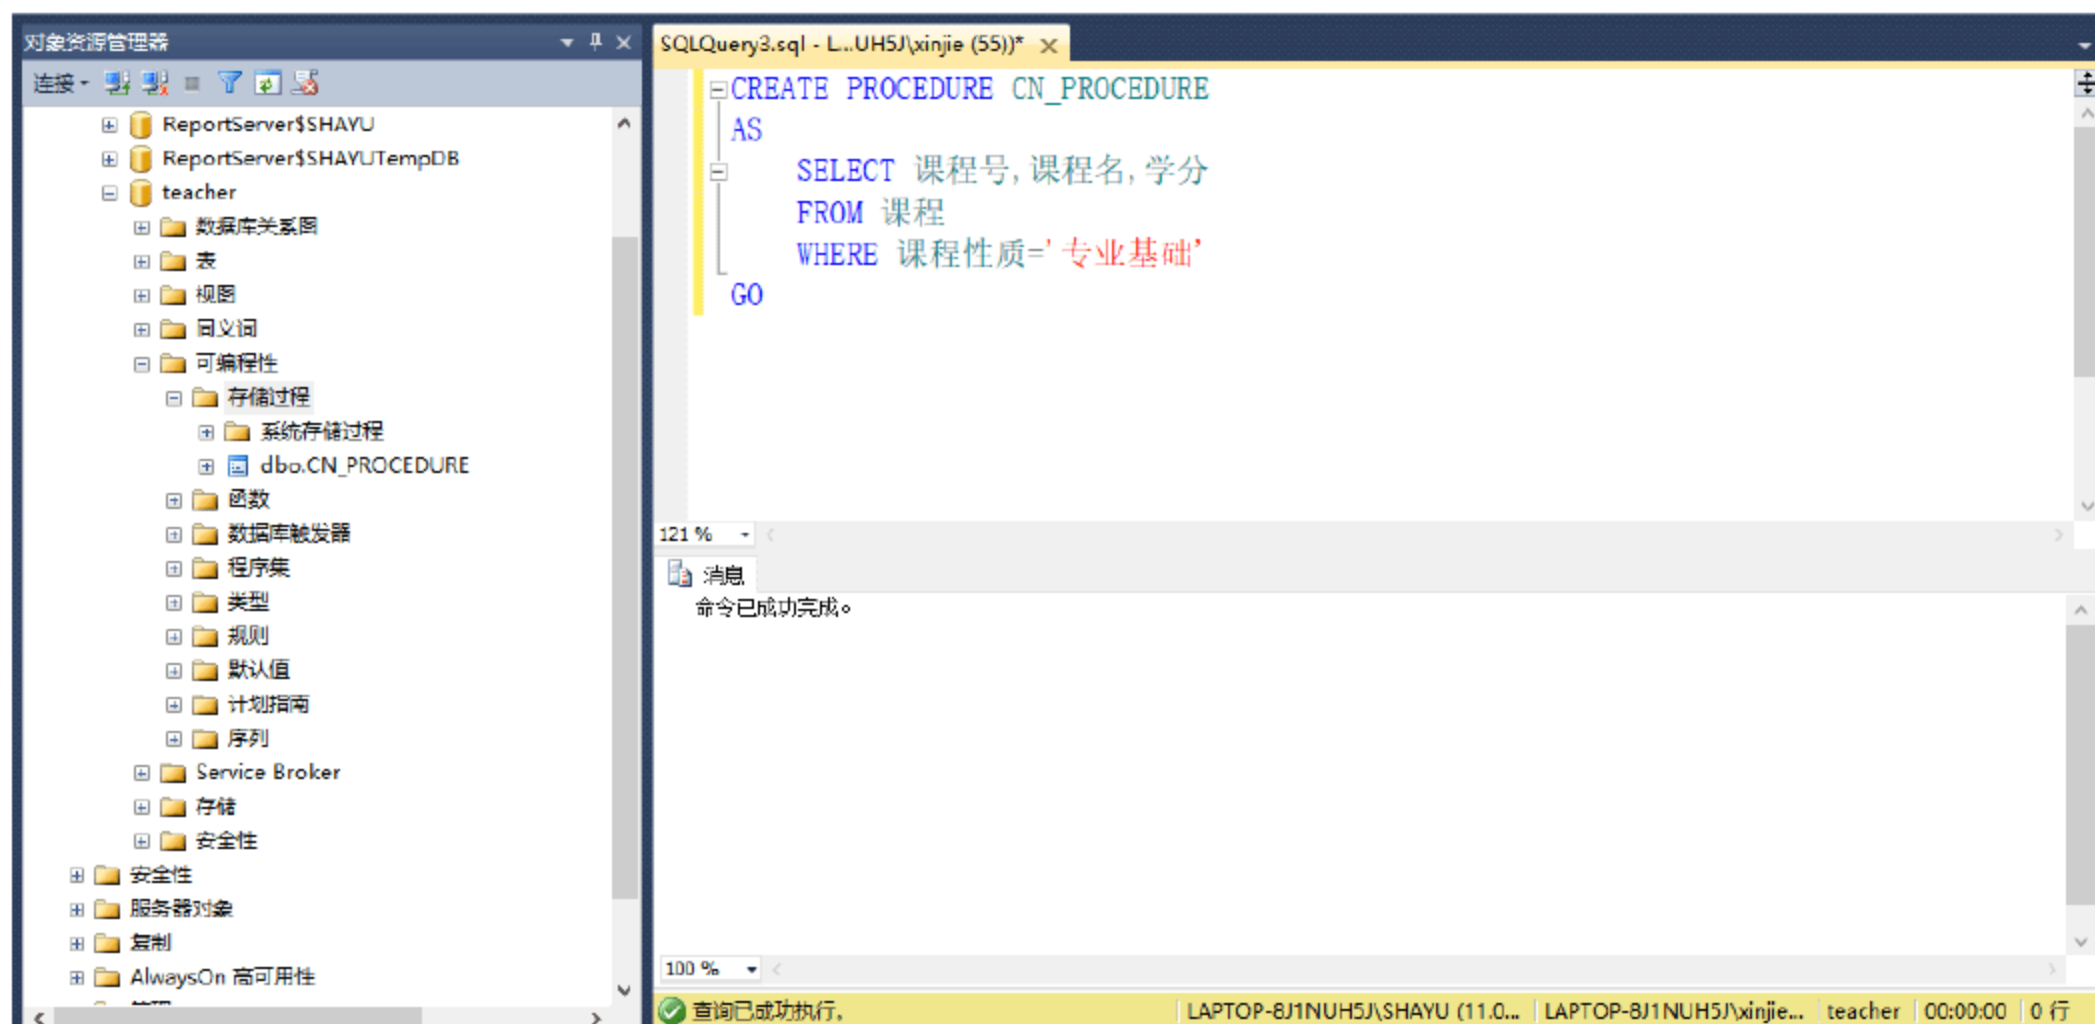 对象资源管理器
连接
ReportServer$SHAYU
ReportServer$SHAYUTempDB
teacher
数据库关系图
表
视图
同义词
可编程性
存储过程
系统存储过程
dbo.CN_PROCEDURE
函数
数据库触发器
程序集
类型
规则
默认值
计划指南
序列
Service Broker
存储
安全性
安全性
服务器对象
复制
AlwaysOn 高可用性
SQLQuery3.sql - L...UH5J\xinjie (55))*
CREATE PROCEDURE CN_PROCEDURE
AS
SELECT 课程号,课程名,学分
FROM 课程
WHERE 课程性质='专业基础'
GO
121 %
消息
命令已成功完成。
100 %
查询已成功执行。
LAPTOP-8J1NUH5J\SHAYU (11.0... LAPTOP-8J1NUH5J\xinjie... teacher 00:00:00 0 行